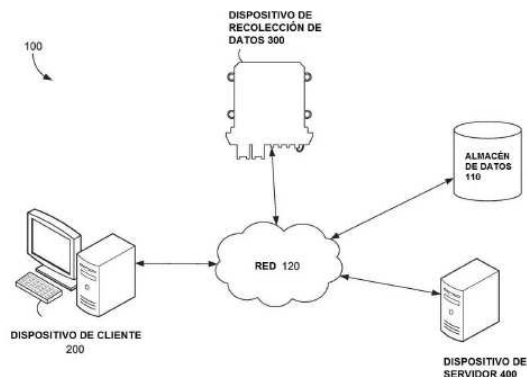 DISPOSITIVO DE
RECOLECCIÓN DE
DATOS 300
100
ALMACÉN
DE DATOS
110
RED 120
DISPOSITIVO DE CLIENTE
200
DISPOSITIVO DE
SERVIDOR 400